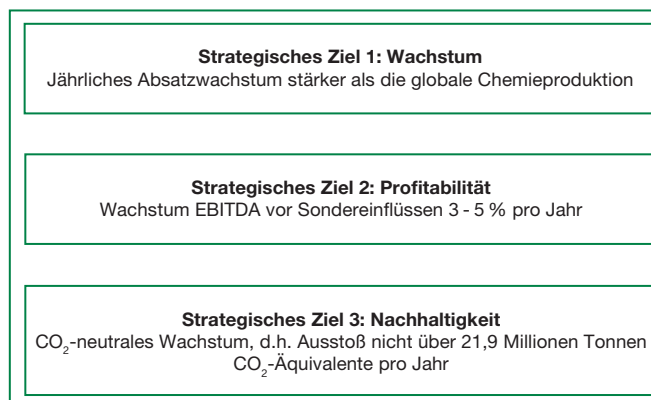 Strategisches Ziel 1: Wachstum
Jährliches Absatzwachstum stärker als die globale Chemieproduktion
Strategisches Ziel 2: Profitabilität
Wachstum EBITDA vor Sondereinflüssen 3 - 5 % pro Jahr
Strategisches Ziel 3: Nachhaltigkeit
CO₂-neutrales Wachstum, d.h. Ausstoß nicht über 21,9 Millionen Tonnen
CO₂-Äquivalente pro Jahr